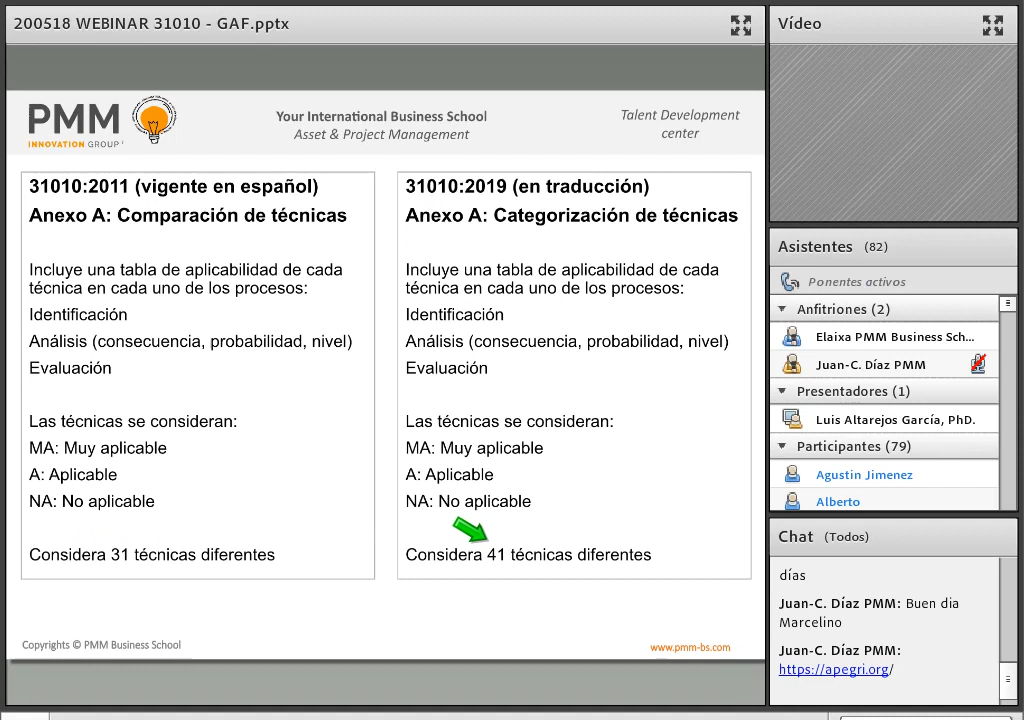 200518 WEBINAR 31010 - GAF.pptx
PMM
INNOVATION GROUP
Your International Business School
Asset & Project Management
Talent Development
center
31010:2011 (vigente en español)
Anexo A: Comparación de técnicas
Incluye una tabla de aplicabilidad de cada
técnica en cada uno de los procesos:
Identificación
Análisis (consecuencia, probabilidad, nivel)
Evaluación
Las técnicas se consideran:
MA: Muy aplicable
A: Aplicable
NA: No aplicable
Considera 31 técnicas diferentes
31010:2019 (en traducción)
Anexo A: Categorización de técnicas
Incluye una tabla de aplicabilidad de cada
técnica en cada uno de los procesos:
Identificación
Análisis (consecuencia, probabilidad, nivel)
Evaluación
Las técnicas se consideran:
MA: Muy aplicable
A: Aplicable
NA: No aplicable
Considera 41 técnicas diferentes
Copyrights © PMM Business School
www.pmm-bs.com
Vídeo
Asistentes (82)
Ponentes activos
Anfitriones (2)
Elaixa PMM Business Sch...
Juan-C. Díaz PMM
Presentadores (1)
Luis Altarejos García, PhD.
Participantes (79)
Agustin Jimenez
Alberto
Chat (Todos)
días
Juan-C. Díaz PMM: Buen dia
Marcelino
Juan-C. Díaz PMM:
https://apegri.org/